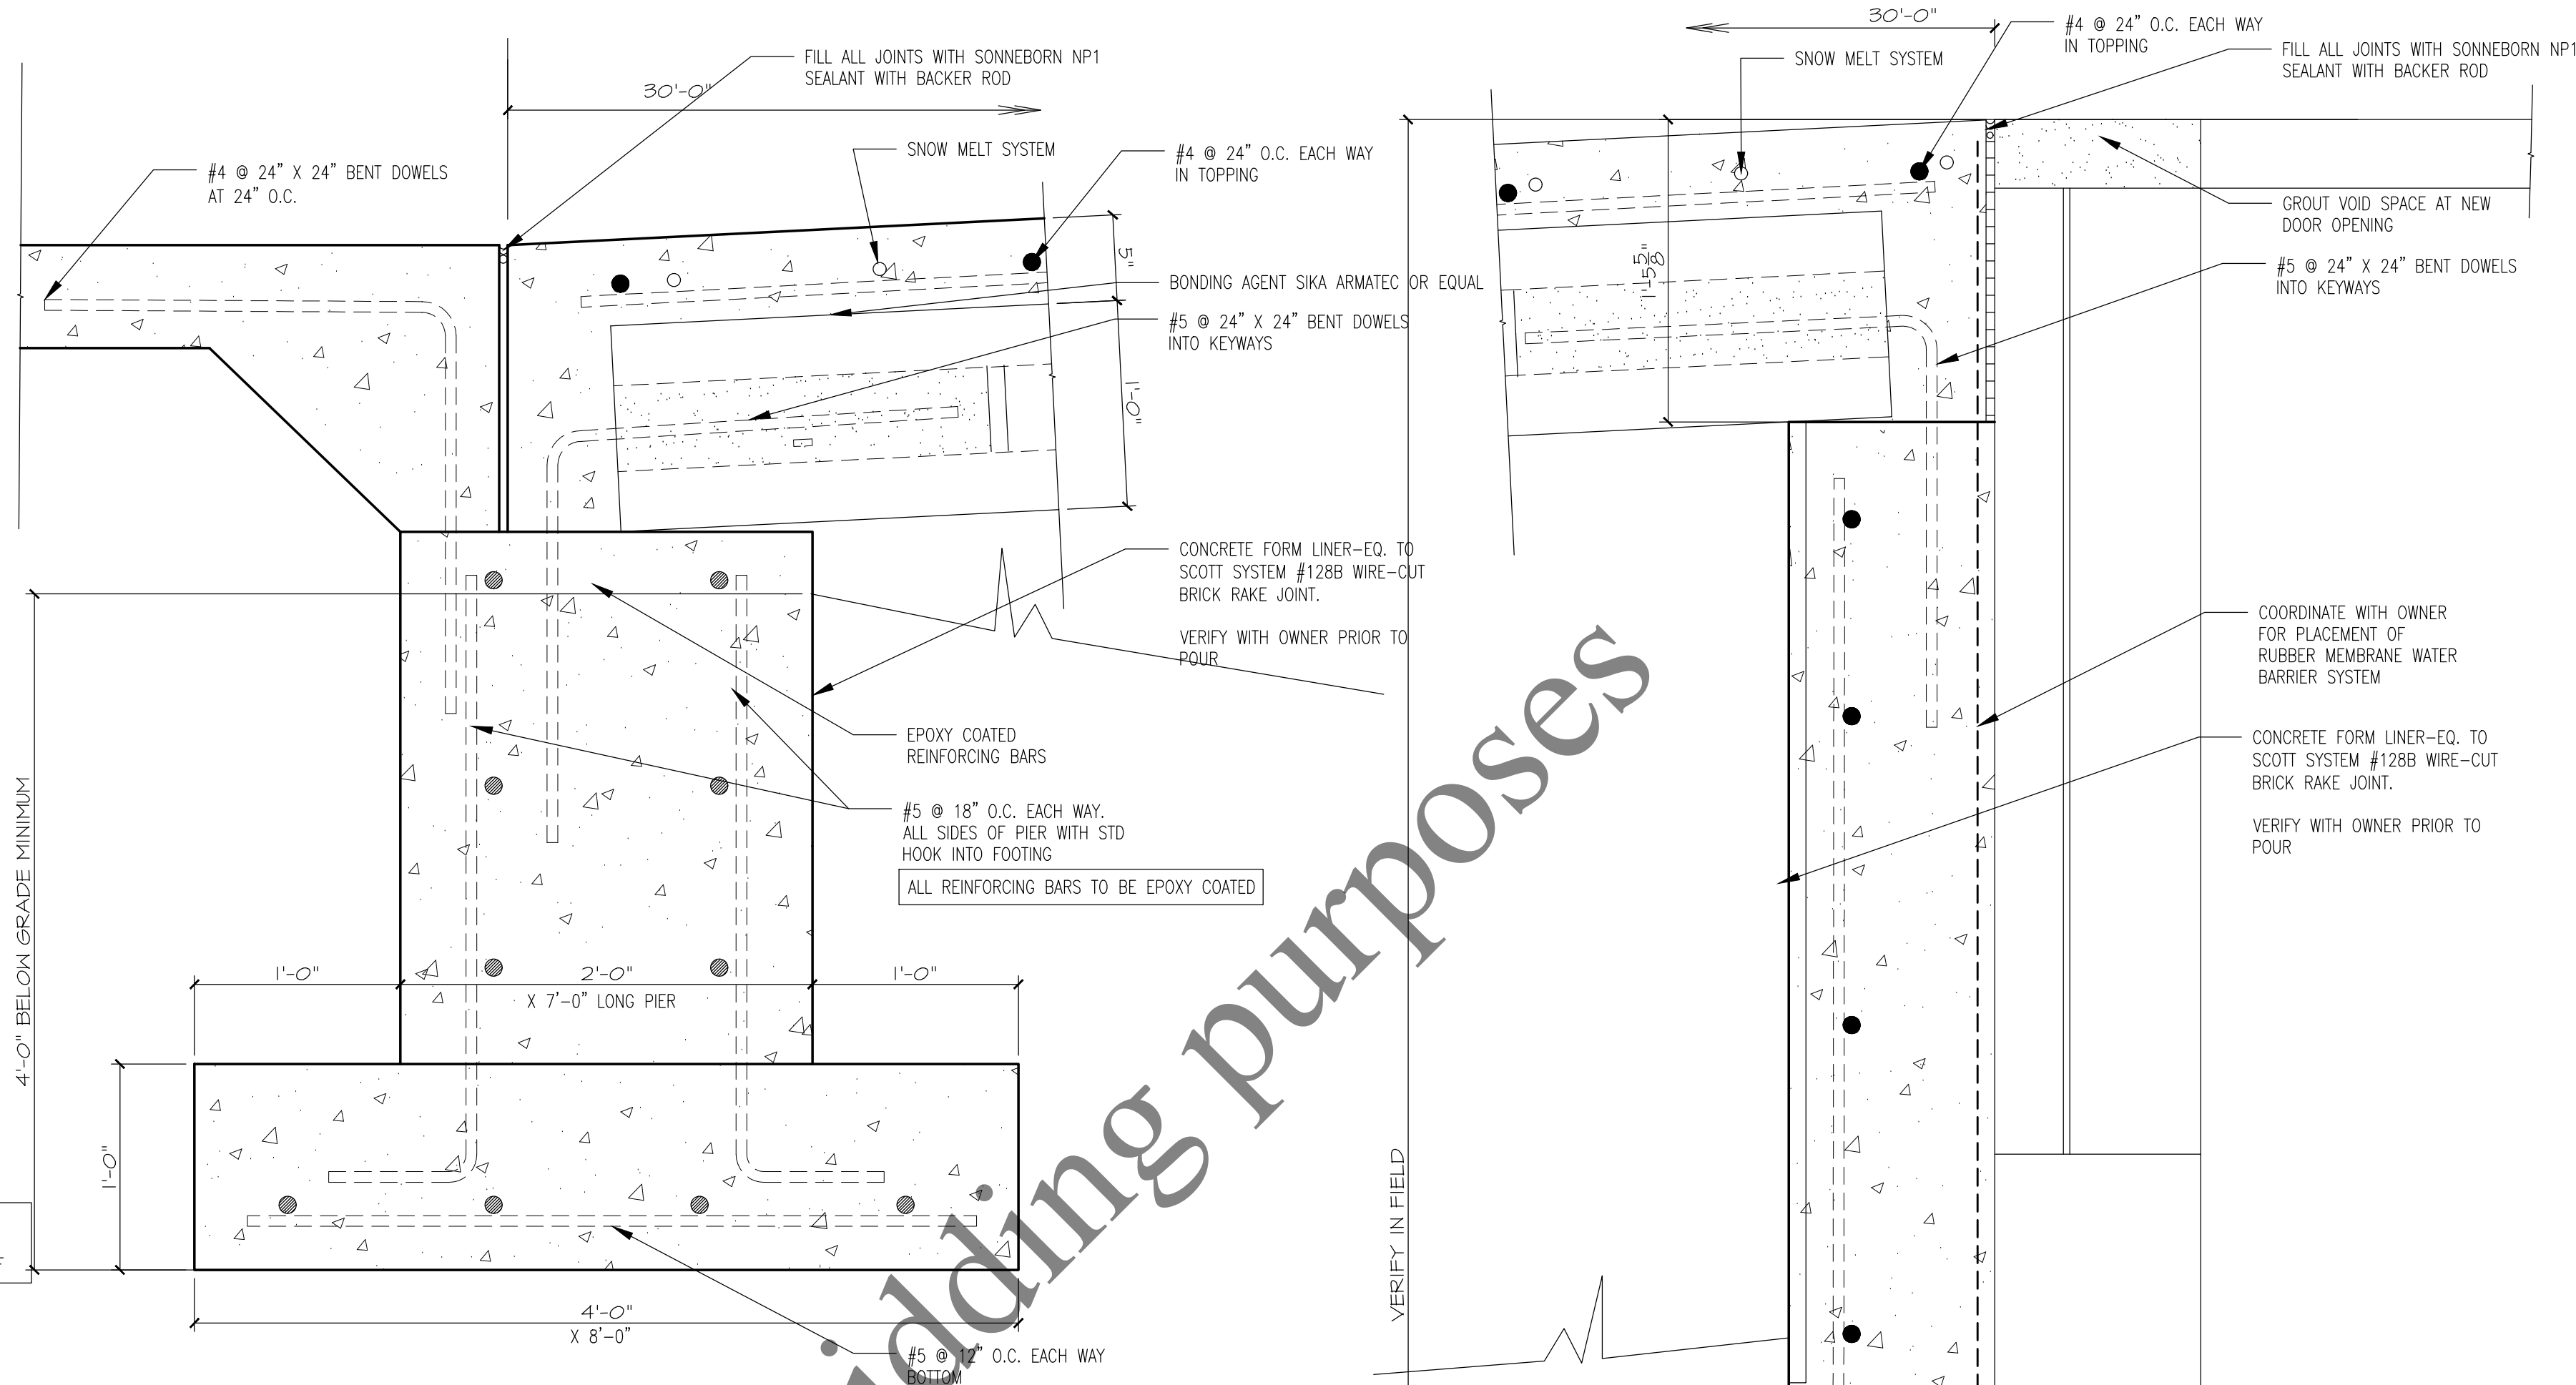 30'-0"
FILL ALL JOINTS WITH SONNEBORN NP1
SEALANT WITH BACKER ROD
#4 @ 24" X 24" BENT DOWELS
AT 24" O.C.
SNOW MELT SYSTEM
#4 @ 24" O.C. EACH WAY
IN TOPPING
5"
BONDING AGENT SIKA ARMATEC OR EQUAL
#5 @ 24" X 24" BENT DOWELS
INTO KEYWAYS
1'-0"
CONCRETE FORM LINER-EQ. TO
SCOTT SYSTEM #128B WIRE-CUT
BRICK RAKE JOINT.
VERIFY WITH OWNER PRIOR TO
POUR
EPOXY COATED
REINFORCING BARS
#5 @ 18" O.C. EACH WAY.
ALL SIDES OF PIER WITH STD
HOOK INTO FOOTING
ALL REINFORCING BARS TO BE EPOXY COATED
4'-0" BELOW GRADE MINIMUM
1'-0"
2'-0"
1'-0"
X 7'-0" LONG PIER
1'-0"
4'-0"
X 8'-0"
#5 @ 12" O.C. EACH WAY
BOTTOM
30'-0"
SNOW MELT SYSTEM
#4 @ 24" O.C. EACH WAY
IN TOPPING
FILL ALL JOINTS WITH SONNEBORN NP1
SEALANT WITH BACKER ROD
GROUT VOID SPACE AT NEW
DOOR OPENING
1'-5 5/8"
#5 @ 24" X 24" BENT DOWELS
INTO KEYWAYS
COORDINATE WITH OWNER
FOR PLACEMENT OF
RUBBER MEMBRANE WATER
BARRIER SYSTEM
CONCRETE FORM LINER-EQ. TO
SCOTT SYSTEM #128B WIRE-CUT
BRICK RAKE JOINT.
VERIFY WITH OWNER PRIOR TO
POUR
VERIFY IN FIELD
idding purposes